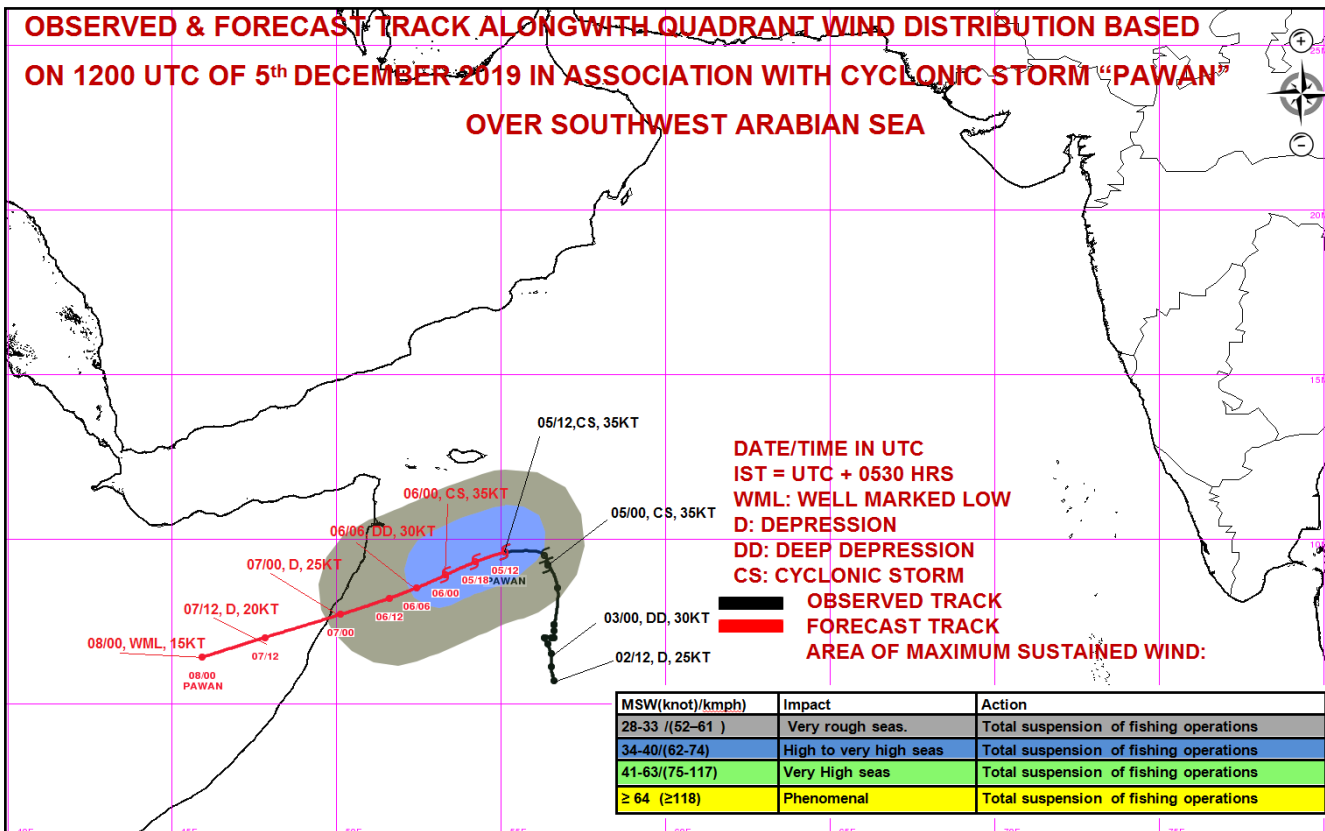 OBSERVED & FORECAST TRACK ALONGWITH QUADRANT WIND DISTRIBUTION BASED
ON 1200 UTC OF 5th DECEMBER 2019 IN ASSOCIATION WITH CYCLONIC STORM “PAWAN”
OVER SOUTHWEST ARABIAN SEA
25N
20N
15N
10N
05/12,CS, 35KT
06/00, CS, 35KT
05/00, CS, 35KT
06/06, DD, 30KT
07/00, D, 25KT
07/12, D, 20KT
08/00, WML, 15KT
03/00, DD, 30KT
02/12, D, 25KT
05/12
05/18
PAWAN
06/00
06/06
06/12
07/00
07/12
08/00
PAWAN
DATE/TIME IN UTC
IST = UTC + 0530 HRS
WML: WELL MARKED LOW
D: DEPRESSION
DD: DEEP DEPRESSION
CS: CYCLONIC STORM
OBSERVED TRACK
FORECAST TRACK
AREA OF MAXIMUM SUSTAINED WIND:
MSW(knot)/kmph) Impact Action
28-33 /(52–61 ) Very rough seas. Total suspension of fishing operations
34-40/(62-74) High to very high seas Total suspension of fishing operations
41-63/(75-117) Very High seas Total suspension of fishing operations
≥ 64 (≥118) Phenomenal Total suspension of fishing operations